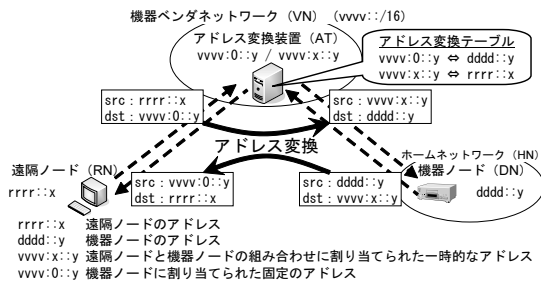 機器ベンダネットワーク（VN）（vvvv::/16）
アドレス変換装置（AT）
vvvv:0::y / vvvv:x::y
アドレス変換テーブル
vvvv:0::y ⇔ dddd::y
vvvv:x::y ⇔ rrrr::x
src：rrrr::x
dst：vvvv:0::y
src：vvvv:x::y
dst：dddd::y
アドレス変換
遠隔ノード（RN）
rrrr::x
src：vvvv:0::y
dst：rrrr::x
src：dddd::y
dst：vvvv:x::y
ホームネットワーク（HN）
機器ノード（DN）
dddd::y
rrrr::x 遠隔ノードのアドレス
dddd::y 機器ノードのアドレス
vvvv:x::y 遠隔ノードと機器ノードの組み合わせに割り当てられた一時的なアドレス
vvvv:0::y 機器ノードに割り当てられた固定のアドレス